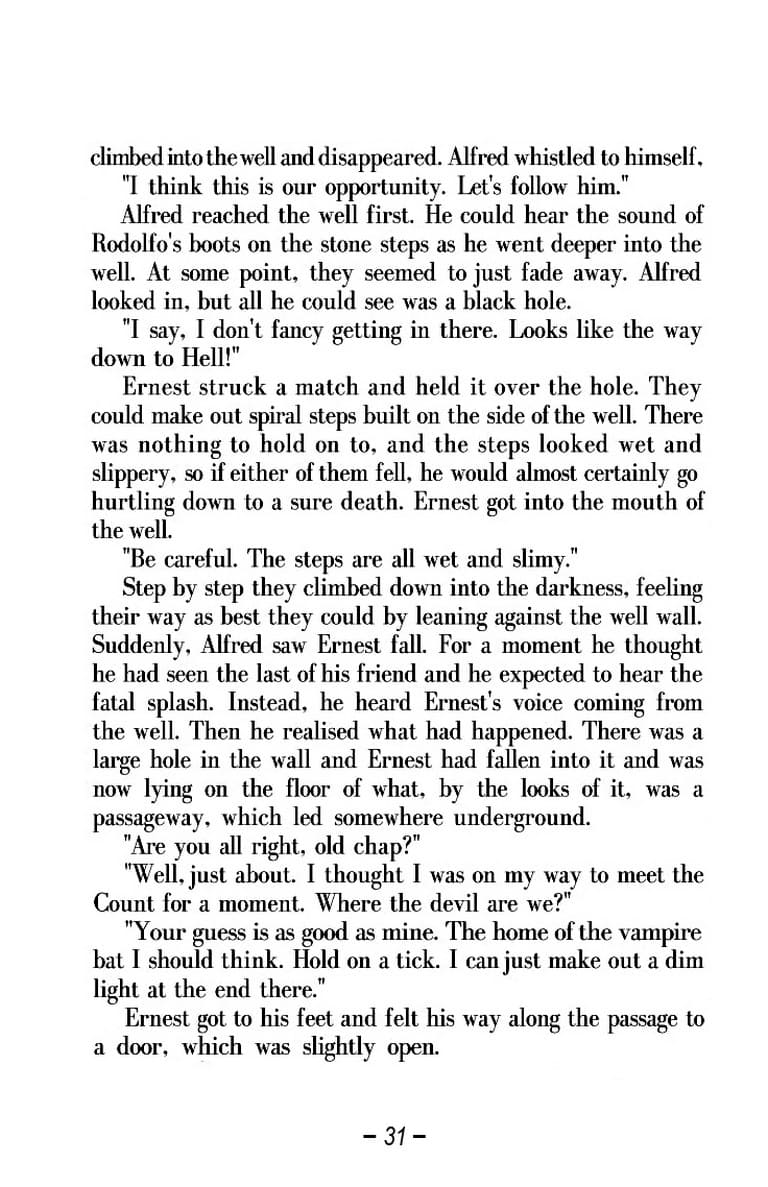 climbed into the well and disappeared. Alfred whistled to himself.
"I think this is our opportunity. Let's follow him."
Alfred reached the well first. He could hear the sound of
Rodolfo's boots on the stone steps as he went deeper into the
well. At some point, they seemed to just fade away. Alfred
looked in, but all he could see was a black hole.
"I say, I don't fancy getting in there. Looks like the way
down to Hell!"
Ernest struck a match and held it over the hole. They
could make out spiral steps built on the side of the well. There
was nothing to hold on to, and the steps looked wet and
slippery, so if either of them fell, he would almost certainly go
hurtling down to a sure death. Ernest got into the mouth of
the well.
"Be careful. The steps are all wet and slimy."
Step by step they climbed down into the darkness, feeling
their way as best they could by leaning against the well wall.
Suddenly, Alfred saw Ernest fall. For a moment he thought
he had seen the last of his friend and he expected to hear the
fatal splash. Instead, he heard Ernest's voice coming from
the well. Then he realised what had happened. There was a
large hole in the wall and Ernest had fallen into it and was
now lying on the floor of what, by the looks of it, was a
passageway, which led somewhere underground.
"Are you all right, old chap?"
"Well, just about. I thought I was on my way to meet the
Count for a moment. Where the devil are we?"
"Your guess is as good as mine. The home of the vampire
bat I should think. Hold on a tick. I can just make out a dim
light at the end there."
Ernest got to his feet and felt his way along the passage to
a door, which was slightly open.
– 31 –